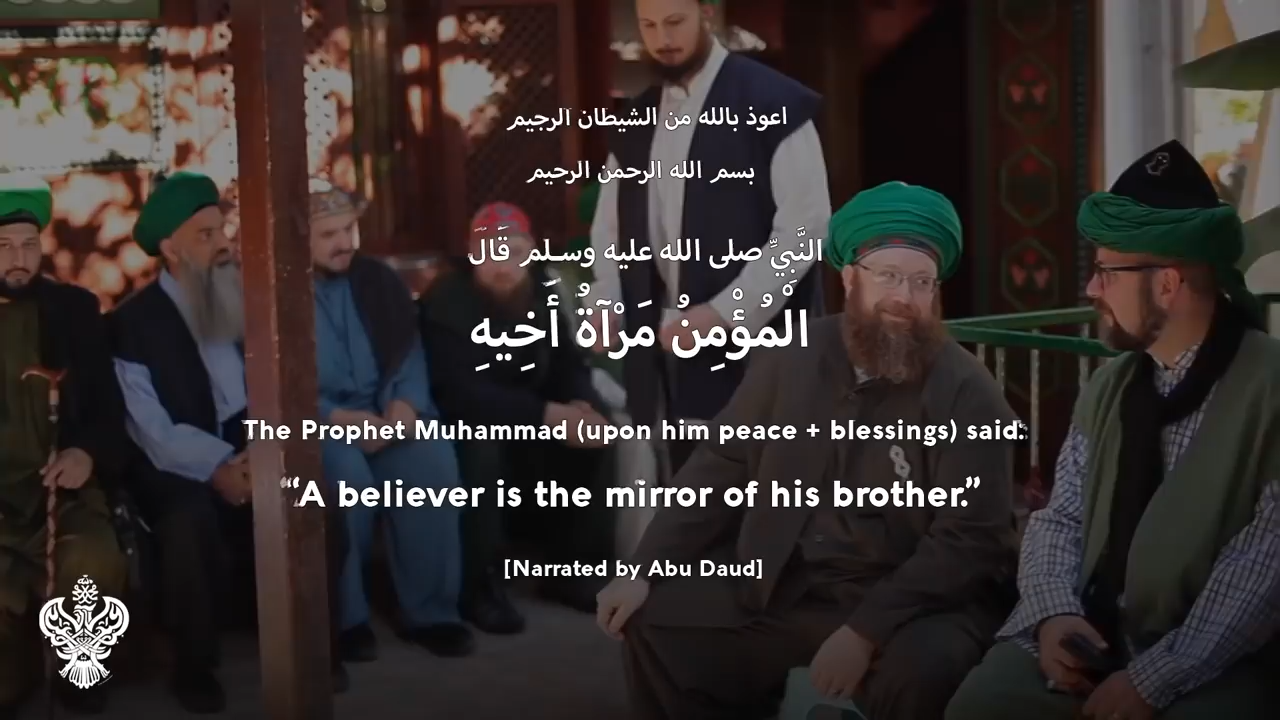 اعوذ بالله من الشيطان الرجيم
بسم الله الرحمن الرحيم
النَّبِيِّ صلى الله عليه وسلم قَالَ
الْمُؤْمِنُ مَرْآةُ أَخِيهِ
The Prophet Muhammad (upon him peace + blessings) said:
“A believer is the mirror of his brother.”
[Narrated by Abu Daud]